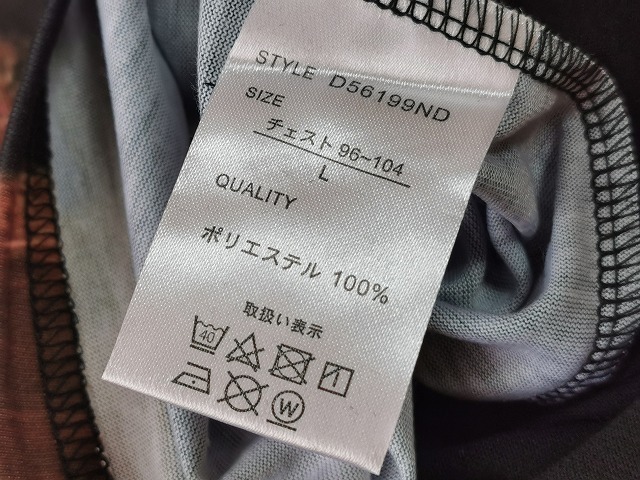 STYLE D56199ND
SIZE
チェスト 96~104
L
QUALITY
ポリエステル 100%
取扱い表示
40
W